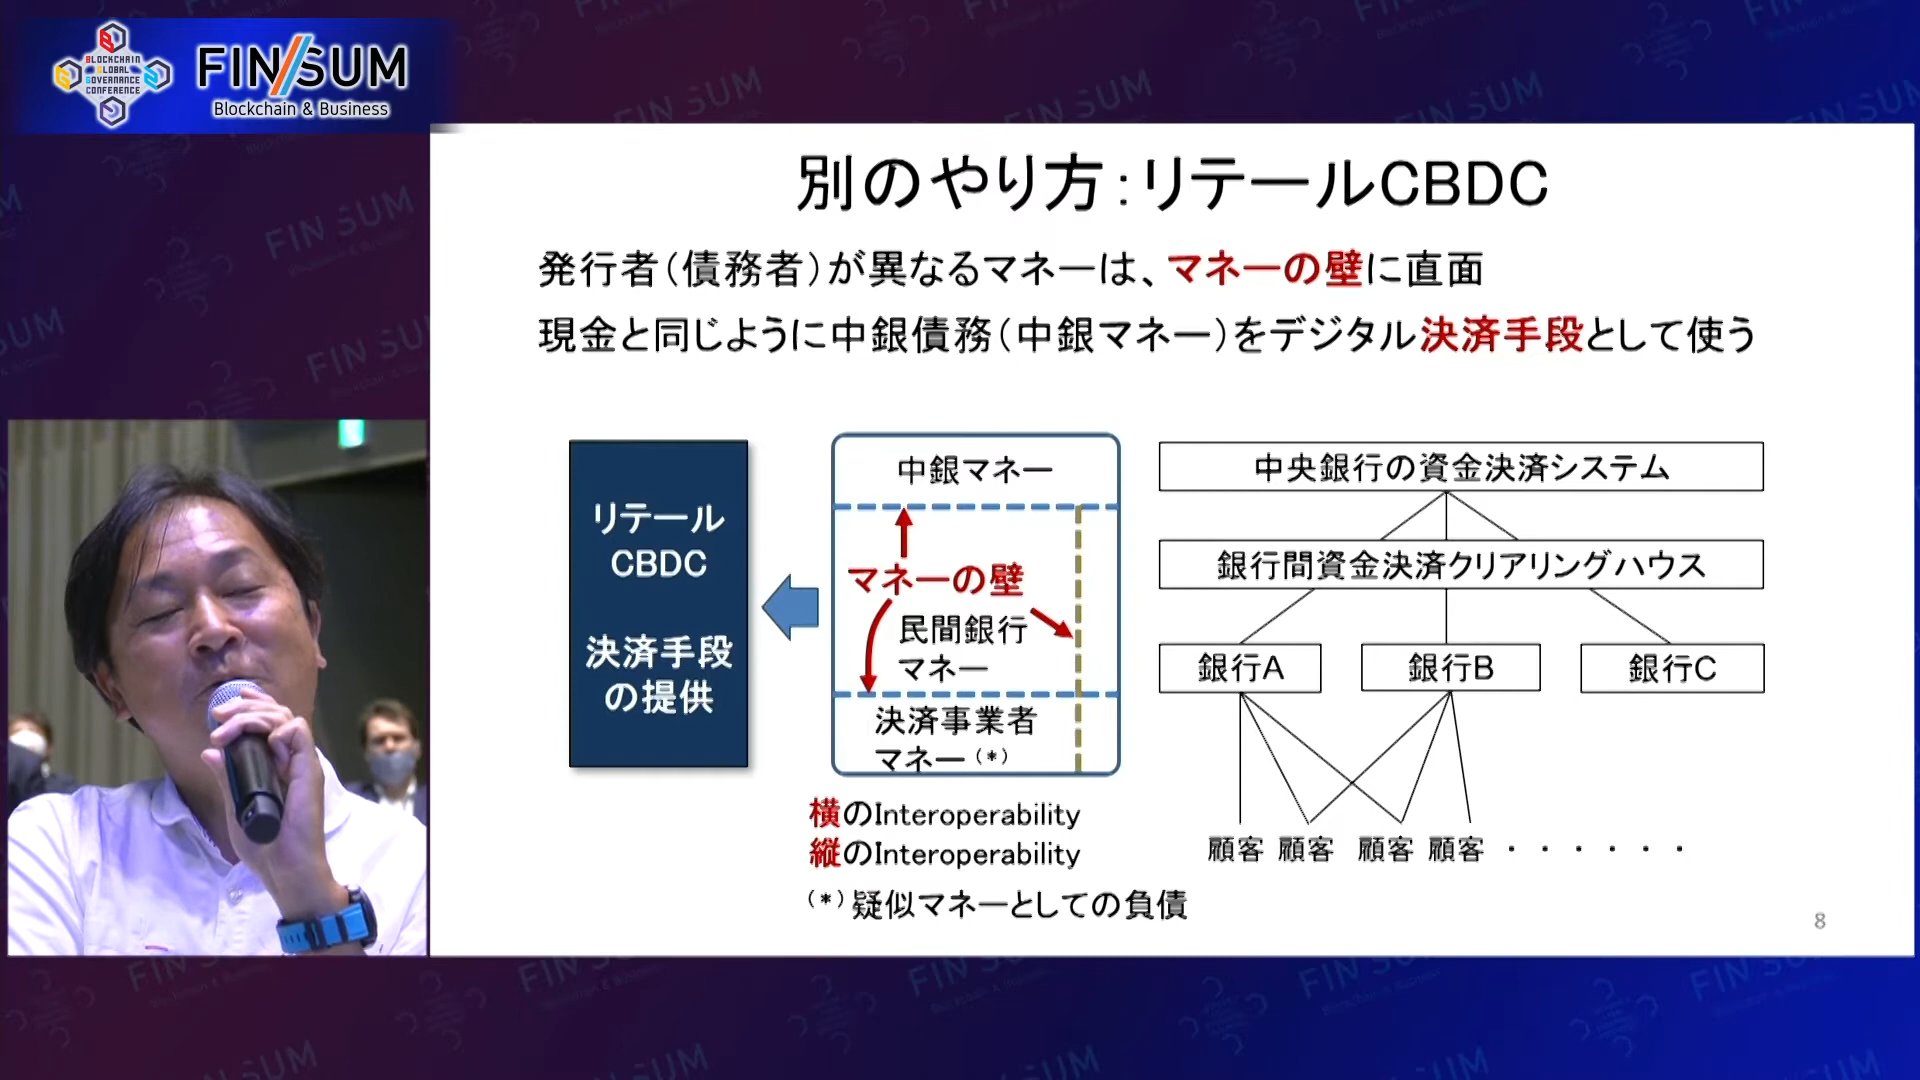 BLOCKCHAIN
GLOBAL
GOVERNANCE
CONFERENCE
FIN/SUM
Blockchain & Business
別のやり方：リテールCBDC
発行者（債務者）が異なるマネーは、マネーの壁に直面
現金と同じように中銀債務（中銀マネー）をデジタル決済手段として使う
リテール
CBDC
決済手段
の提供
中銀マネー
マネーの壁
民間銀行
マネー
決済事業者
マネー（*）
横のInteroperability
縦のInteroperability
（*）疑似マネーとしての負債
中央銀行の資金決済システム
銀行間資金決済クリアリングハウス
銀行A
銀行B
銀行C
顧客 顧客 顧客 顧客 ・・・・・・
8